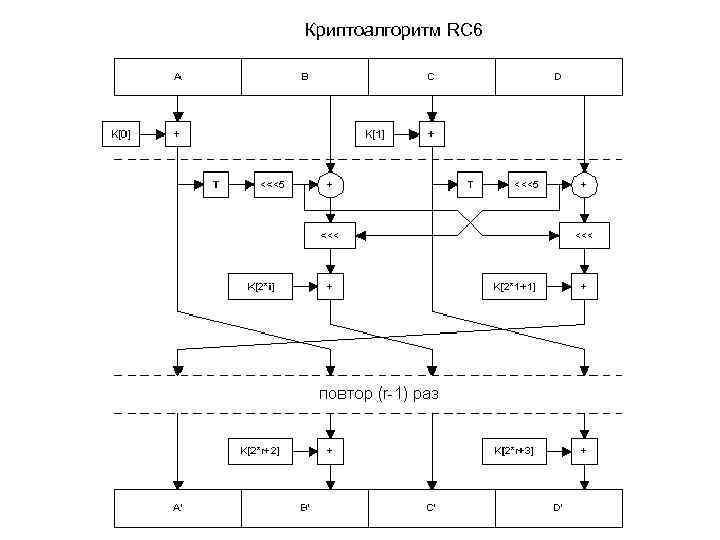 Криптоалгоритм RC6
A B C D
K[0] + K[1] +
T <<<5 + T <<<5 +
<<< <<<
K[2*i] + K[2*1+1] +
повтор (r-1) раз
K[2*r+2] + K[2*r+3] +
A' B' C' D'